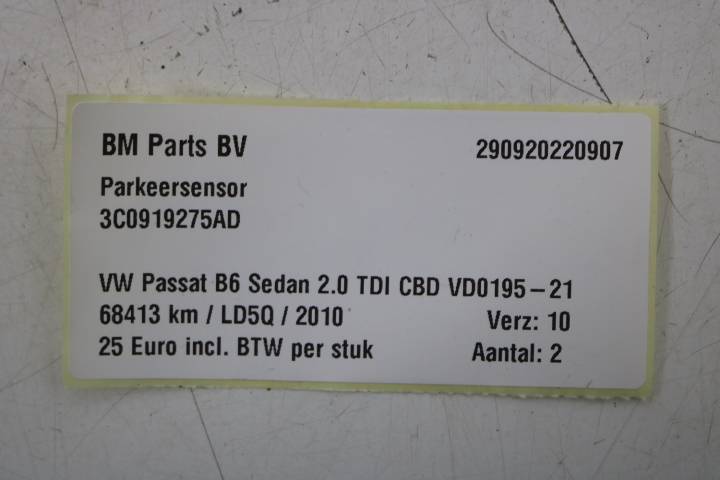 BM Parts BV 290920220907
Parkeersensor
3C0919275AD
VW Passat B6 Sedan 2.0 TDI CBD VD0195-21
68413 km / LD5Q / 2010 Verz: 10
25 Euro incl. BTW per stuk Aantal: 2